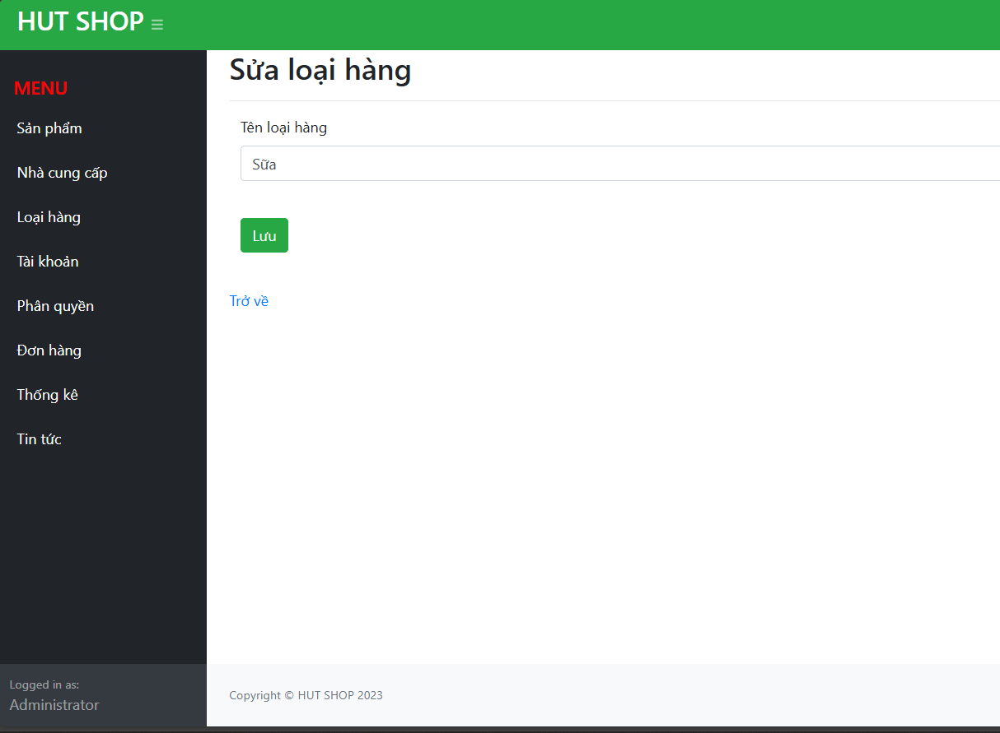 HUT SHOP
MENU
Sản phẩm
Nhà cung cấp
Loại hàng
Tài khoản
Phân quyền
Đơn hàng
Thống kê
Tin tức
Logged in as:
Administrator
Sửa loại hàng
Tên loại hàng
Sữa
Lưu
Trở về
Copyright © HUT SHOP 2023